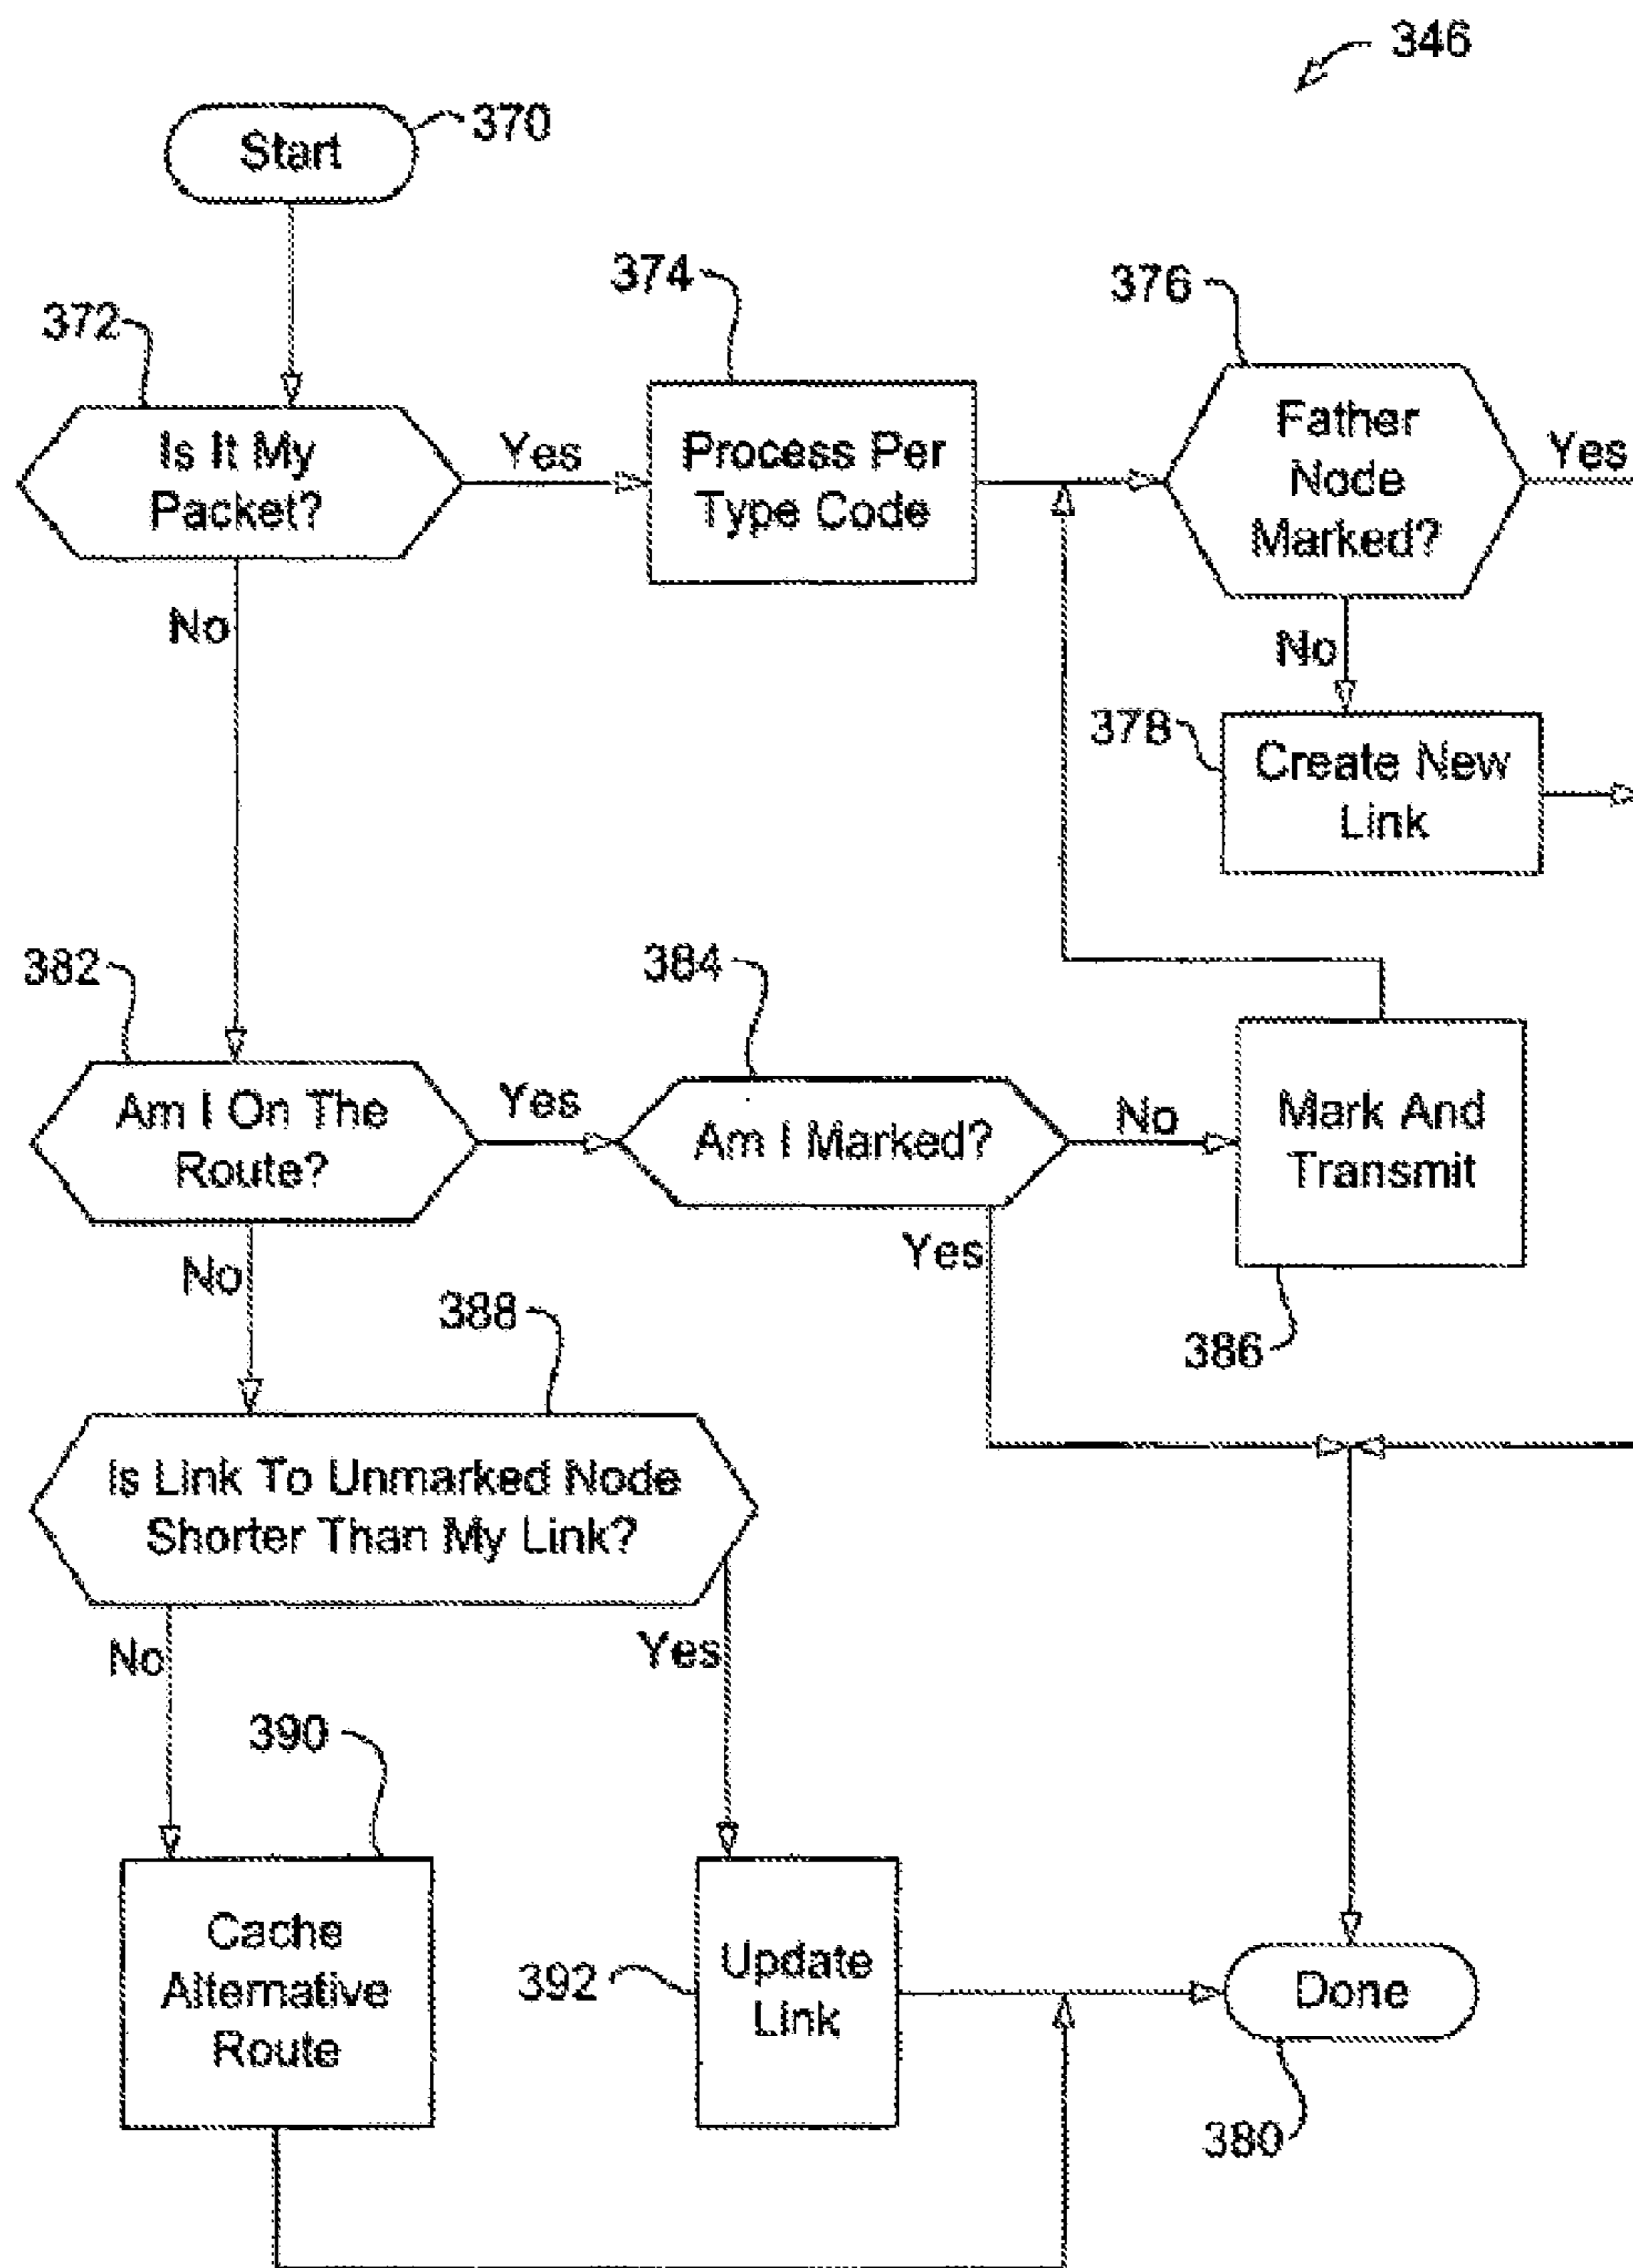 346
Start
370
372
Is It My
Packet?
Yes
No
374
Process Per
Type Code
376
Father
Node
Marked?
Yes
No
378
Create New
Link
382
Am I On The
Route?
Yes
No
384
Am I Marked?
No
Yes
Mark And
Transmit
386
388
Is Link To Unmarked Node
Shorter Than My Link?
No
Yes
390
Cache
Alternative
Route
392
Update
Link
Done
380